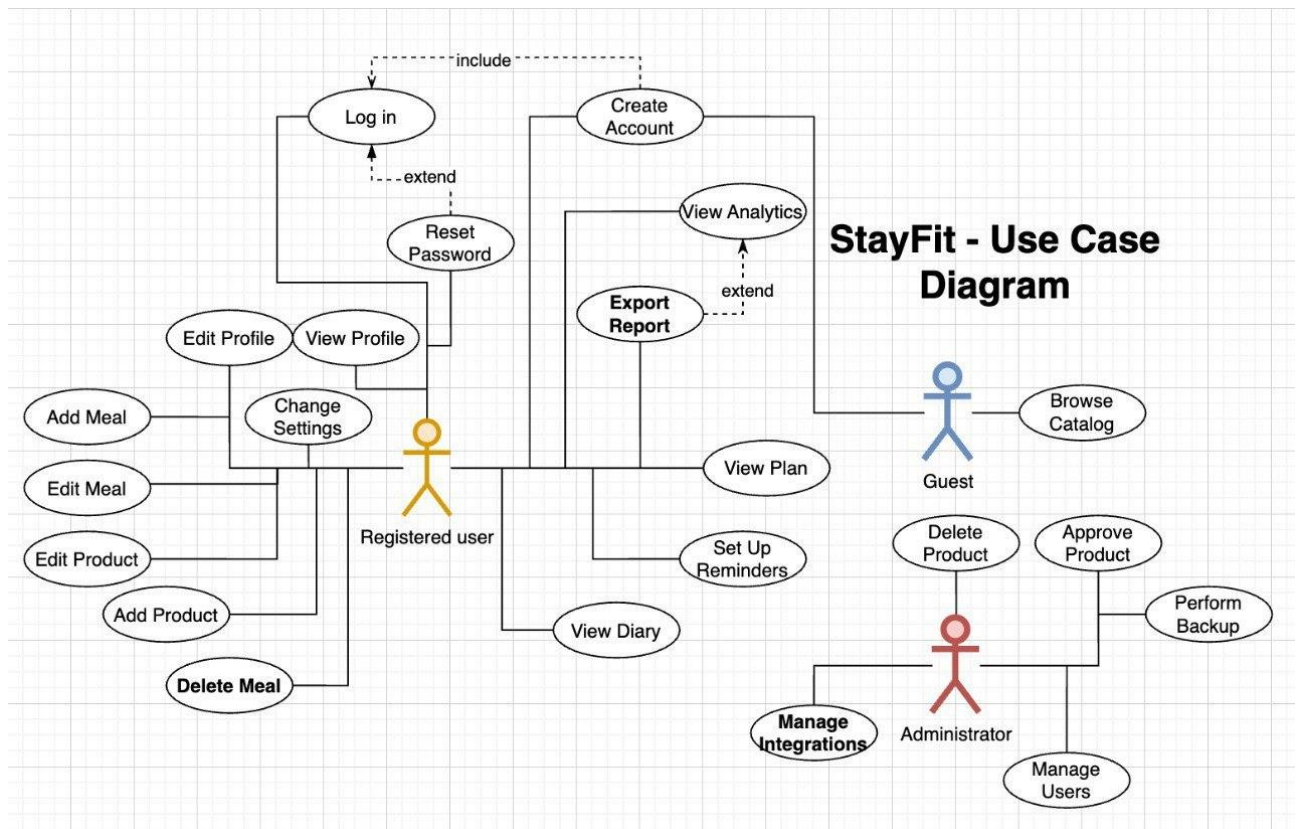 include
Log in
Create
Account
extend
View Analytics
Reset
Password
StayFit - Use Case
Diagram
extend
Export
Report
Edit Profile
View Profile
Add Meal
Change
Settings
Browse
Catalog
View Plan
Edit Meal
Guest
Registered user
Delete
Product
Approve
Product
Edit Product
Set Up
Reminders
Add Product
Perform
Backup
View Diary
Delete Meal
Manage
Integrations
Administrator
Manage
Users